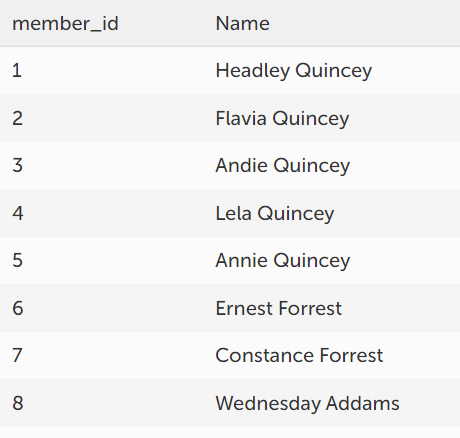 member_id Name
1 Headley Quincey
2 Flavia Quincey
3 Andie Quincey
4 Lela Quincey
5 Annie Quincey
6 Ernest Forrest
7 Constance Forrest
8 Wednesday Addams